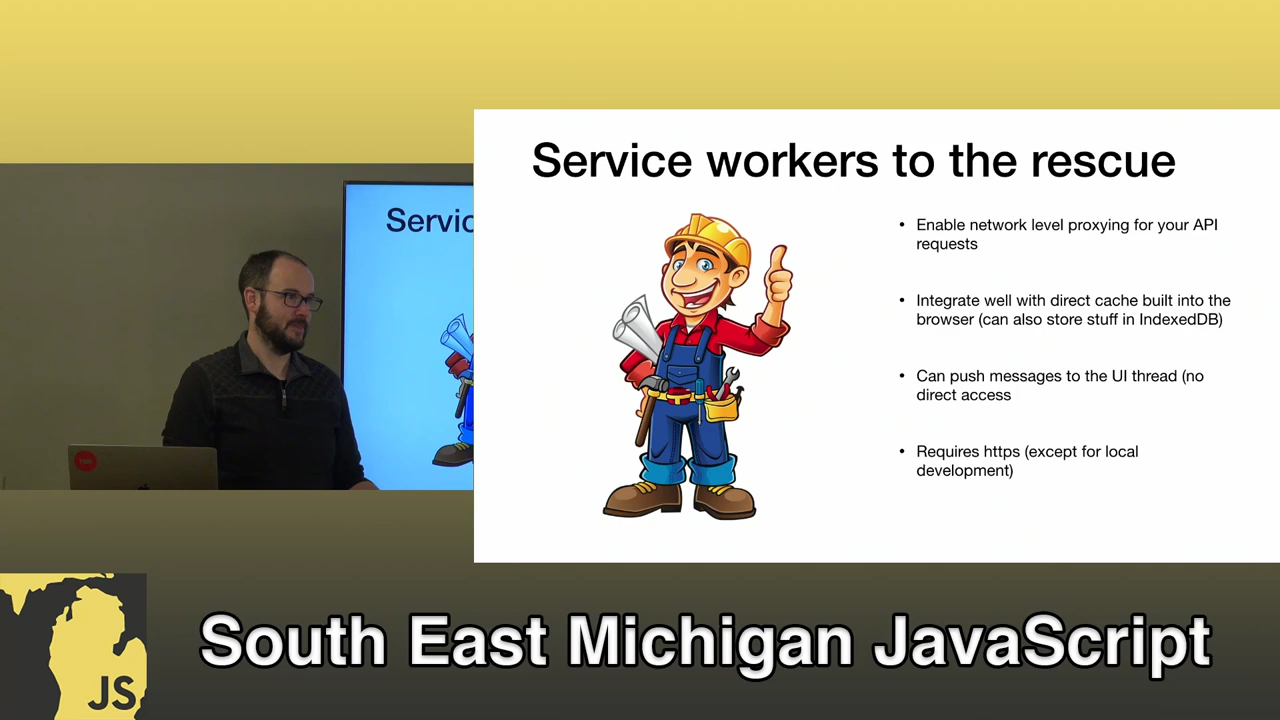 Service workers to the rescue
Servic
• Enable network level proxying for your API
requests
• Integrate well with direct cache built into the
browser (can also store stuff in IndexedDB)
• Can push messages to the UI thread (no
direct access
• Requires https (except for local
development)
South East Michigan JavaScript
JS